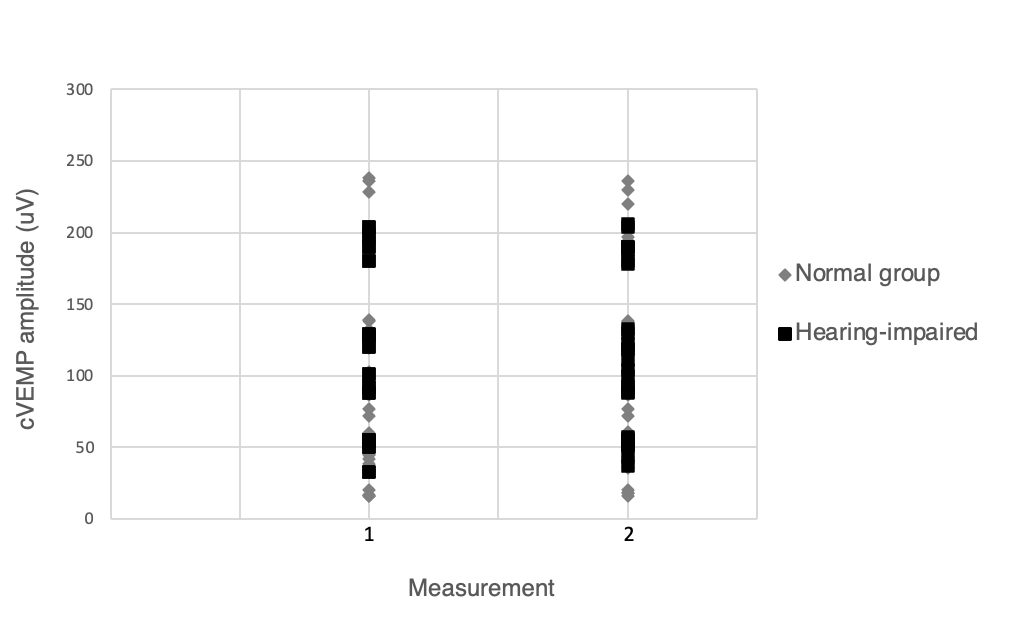 300
250
200
150
100
50
0
cVEMP amplitude (uV)
1
2
Measurement
Normal group
Hearing-impaired